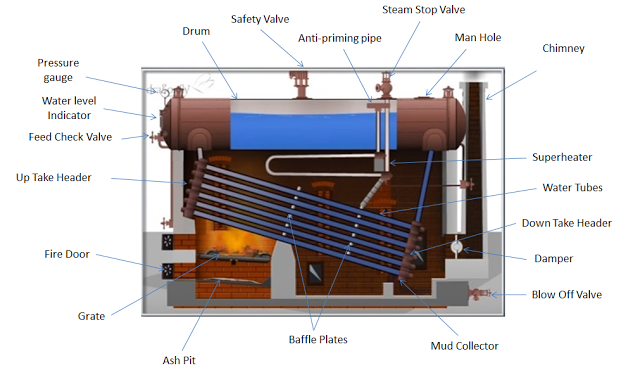 Safety Valve
Steam Stop Valve
Drum
Anti-priming pipe
Man Hole
Chimney
Pressure
gauge
Water level
Indicator
Feed Check Valve
Superheater
Up Take Header
Water Tubes
Down Take Header
Fire Door
Damper
Blow Off Valve
Grate
Baffle Plates
Mud Collector
Ash Pit